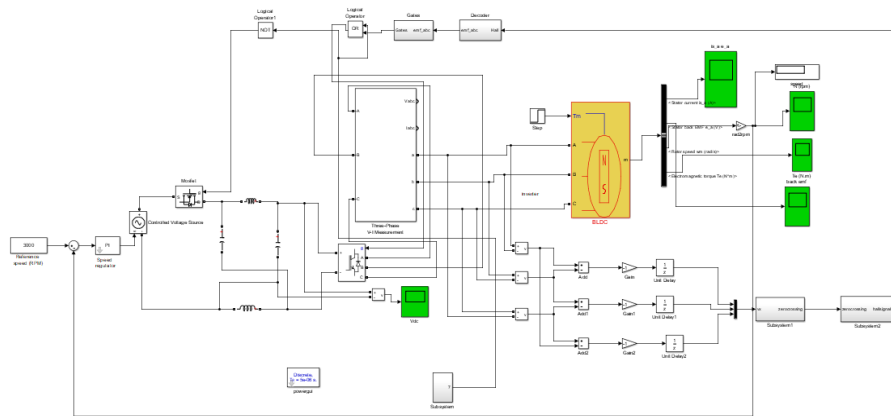 Logical
Operator1
NOT
Logical
Operator
OR
Gates
Gates
emf_abc
Decoder
emf_abc
Hall
Vabc
Iabc
A
B
C
a
b
c
Three-Phase
V-I Measurement
Step
Tm
A
B
C
m
N
S
BLDC
inverter
<Stator current is_a (A)>
<Stator back EMF e_a (V)>
<Rotor speed wm (rad/s)>
<Electromagnetic torque Te (N*m)>
rad2rpm
N (rpm)
Te (N.m)
back emf
Mosfet
Controlled Voltage Source
3000
Reference
speed (RPM)
PI
Speed
regulator
Vdc
Discrete,
powergui
Subsystem
Add
Add1
Add2
Gain
Gain1
Gain2
Unit Delay
Unit Delay1
Unit Delay2
Subsystem1
Subsystem2